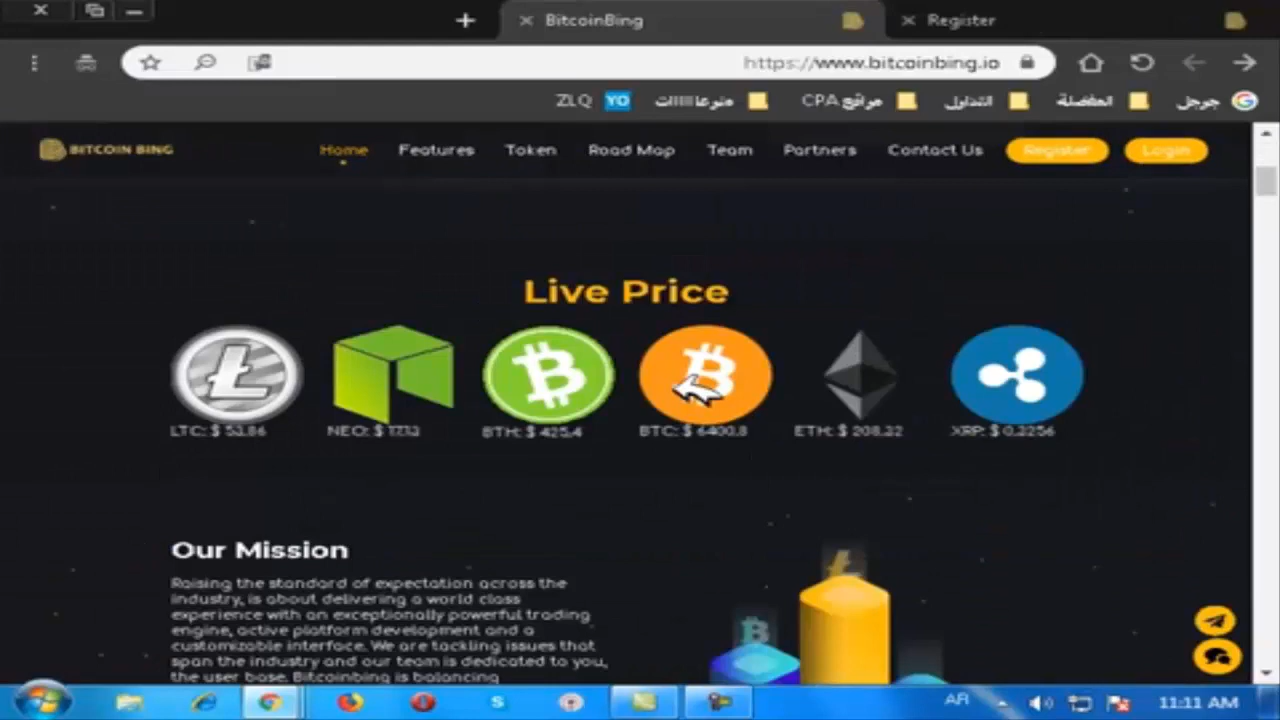 BitcoinBing
Register
https://www.bitcoinbing.io
ZLQ
YO
منوعاااااات
مواقع CPA
التداول
المفضلة
جوجل
BITCOIN BING
Home
Features
Token
Road Map
Team
Partners
Contact Us
Register
Login
Live Price
LTC: $ 53.86
NEO: $ 17.13
BTH: $ 425.4
BTC: $ 6400.8
ETH: $ 208.22
XRP: $ 0.3256
Our Mission
Raising the standard of expectation across the
industry, is about delivering a world class
experience with an exceptionally powerful trading
engine, active platform development and a
customizable interface. We are tackling issues that
span the industry and our team is dedicated to you,
the user base. Bitcoinbing is balancing
AR
11:11 AM